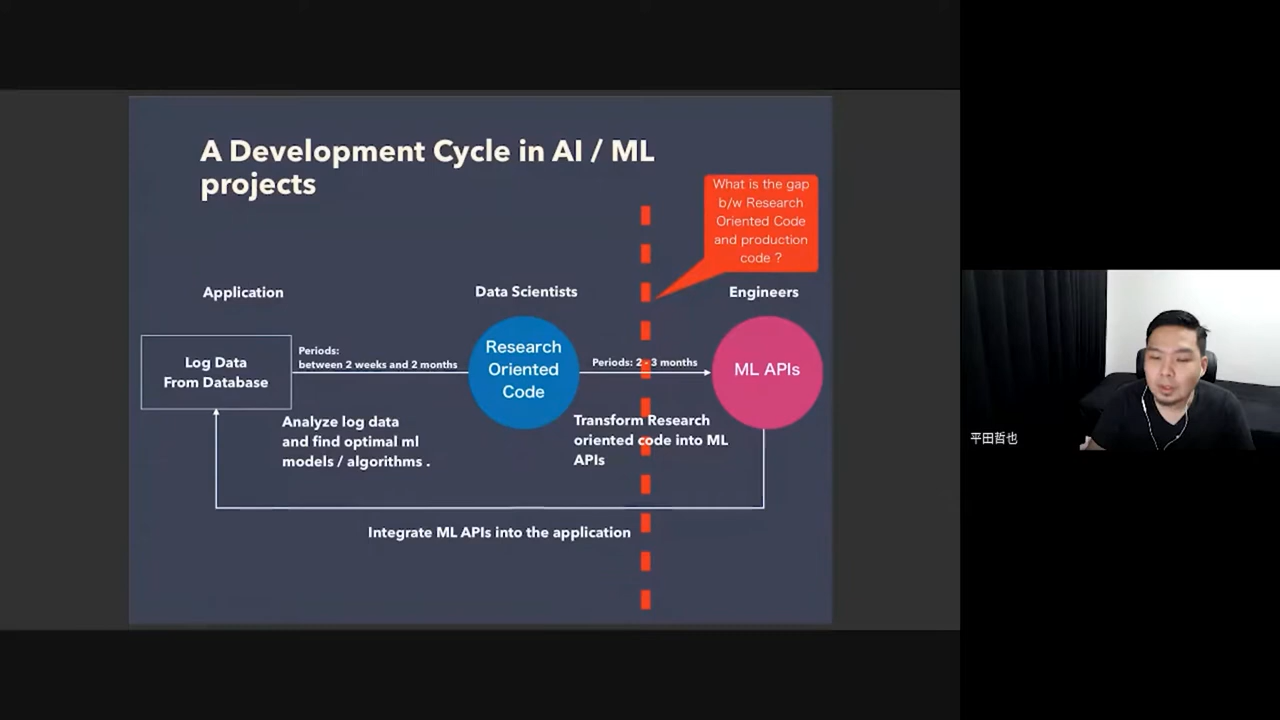 A Development Cycle in AI / ML
projects
What is the gap
b/w Research
Oriented Code
and production
code ?
Application
Data Scientists
Engineers
Log Data
From Database
Periods:
between 2 weeks and 2 months
Research
Oriented
Code
Periods: 2 - 3 months
ML APIs
Analyze log data
and find optimal ml
models / algorithms .
Transform Research
oriented code into ML
APIs
Integrate ML APIs into the application
平田哲也